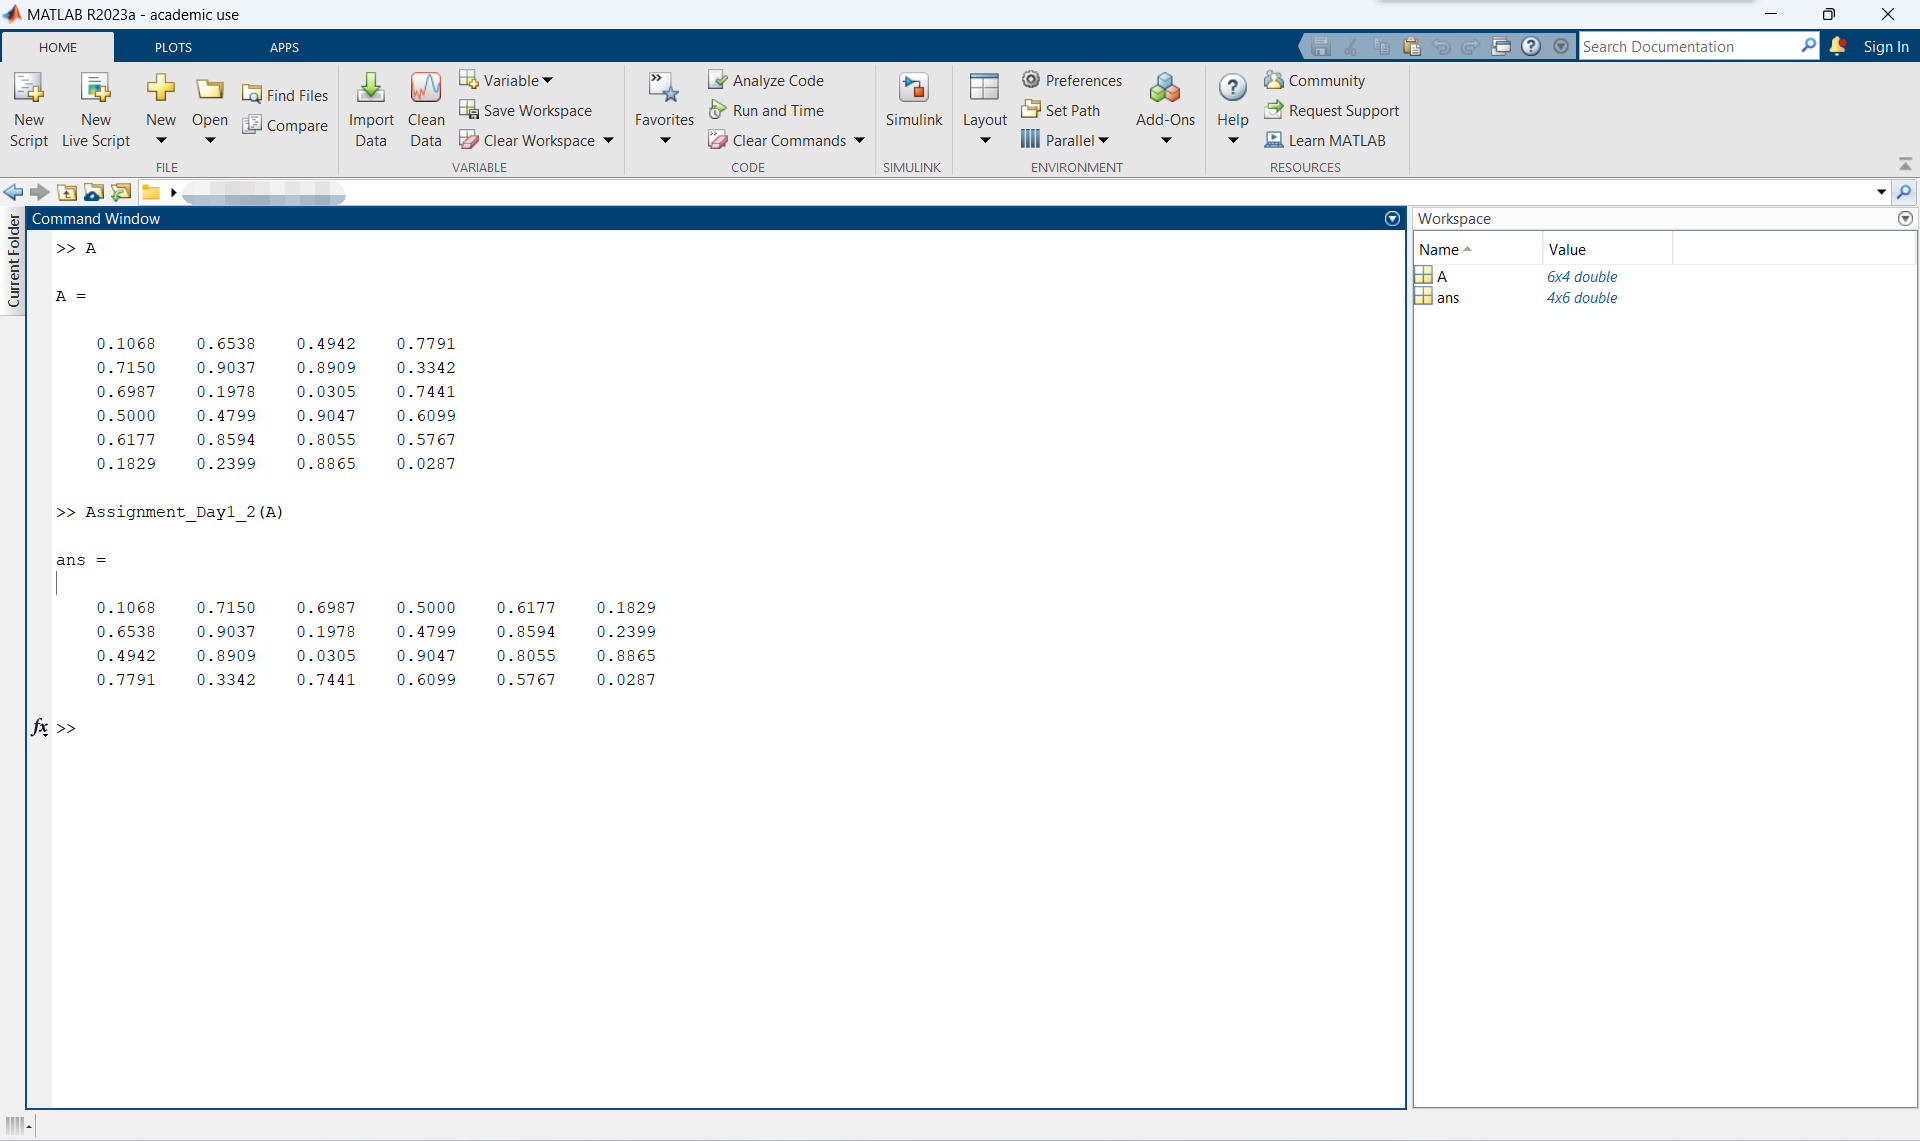 MATLAB R2023a - academic use
HOME PLOTS APPS
Search Documentation
Sign In
New Script
New Live Script
New
Open
Find Files
Compare
FILE
Import Data
Clean Data
Variable
Save Workspace
Clear Workspace
VARIABLE
Favorites
Analyze Code
Run and Time
Clear Commands
CODE
Simulink
SIMULINK
Layout
Preferences
Set Path
Parallel
Add-Ons
ENVIRONMENT
Help
Community
Request Support
Learn MATLAB
RESOURCES
Current Folder
Command Window
>> A
A =
0.1068 0.6538 0.4942 0.7791
0.7150 0.9037 0.8909 0.3342
0.6987 0.1978 0.0305 0.7441
0.5000 0.4799 0.9047 0.6099
0.6177 0.8594 0.8055 0.5767
0.1829 0.2399 0.8865 0.0287
>> Assignment_Day1_2(A)
ans =
0.1068 0.7150 0.6987 0.5000 0.6177 0.1829
0.6538 0.9037 0.1978 0.4799 0.8594 0.2399
0.4942 0.8909 0.0305 0.9047 0.8055 0.8865
0.7791 0.3342 0.7441 0.6099 0.5767 0.0287
fx >>
Workspace
Name Value
A 6x4 double
ans 4x6 double